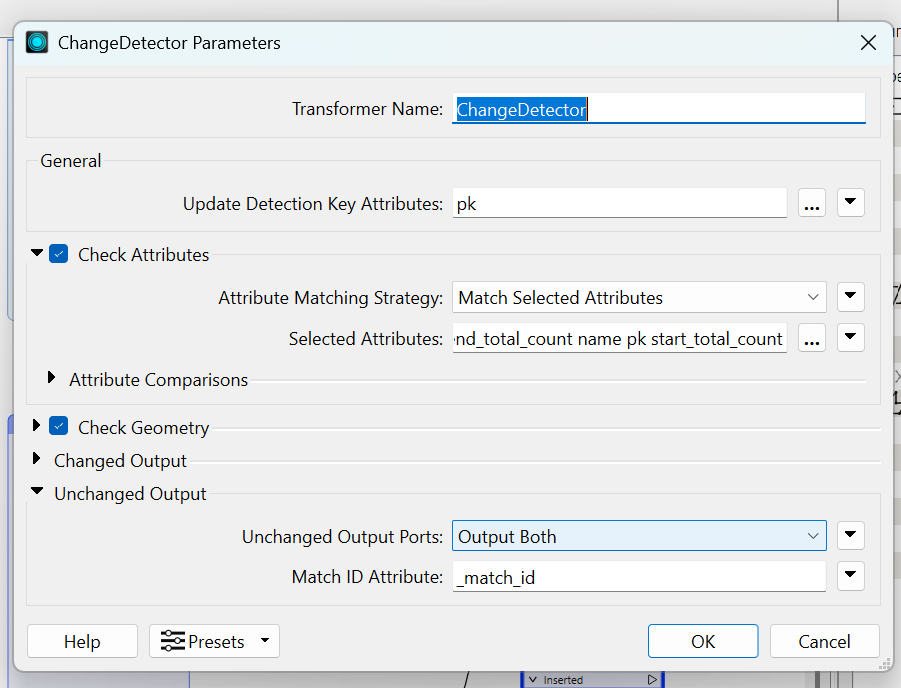 ChangeDetector Parameters
Transformer Name: ChangeDetector
General
Update Detection Key Attributes: pk ...
Check Attributes
Attribute Matching Strategy: Match Selected Attributes
Selected Attributes: nd_total_count name pk start_total_count ...
Attribute Comparisons
Check Geometry
Changed Output
Unchanged Output
Unchanged Output Ports: Output Both
Match ID Attribute: _match_id
Help Presets OK Cancel
Inserted